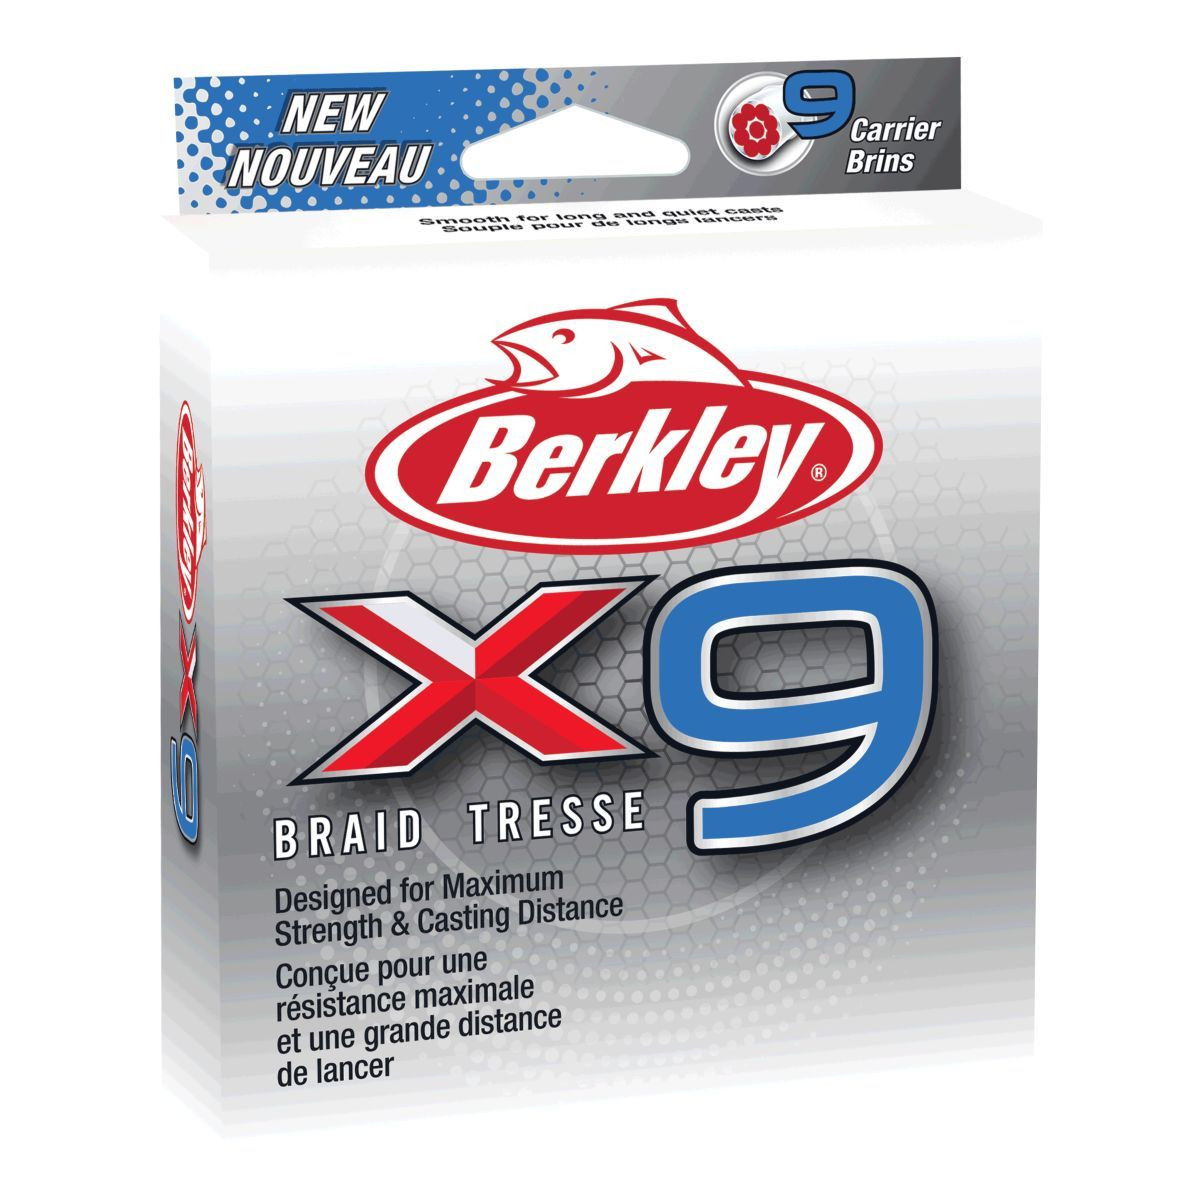 NEW
NOUVEAU
9 Carrier
Brins
Smooth for long and quiet casts
Souple pour de longs lancers
Berkley®
X9
BRAID TRESSE
Designed for Maximum
Strength & Casting Distance
Conçue pour une
résistance maximale
et une grande distance
de lancer
Berkley®
X9